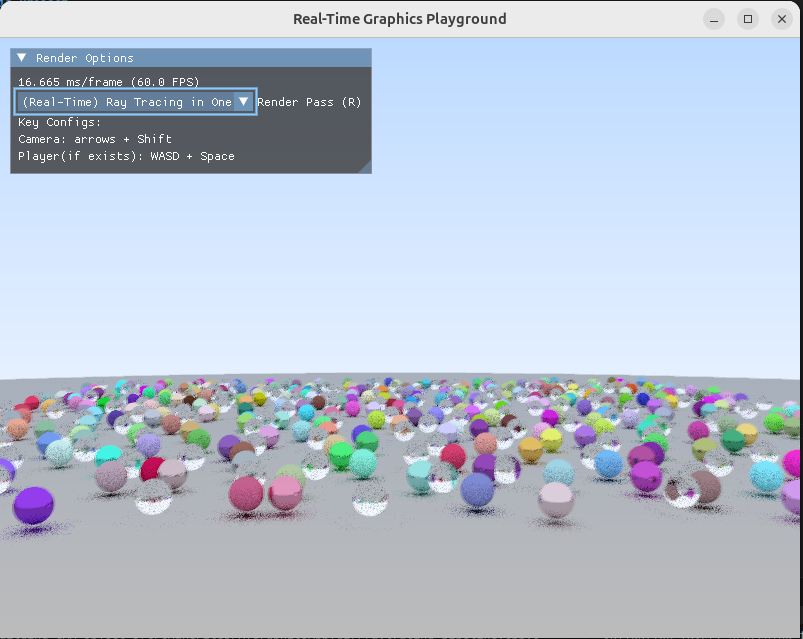 Real-Time Graphics Playground
Render Options
16.665 ms/frame (60.0 FPS)
(Real-Time) Ray Tracing in One Render Pass (R)
Key Configs:
Camera: arrows + Shift
Player(if exists): WASD + Space